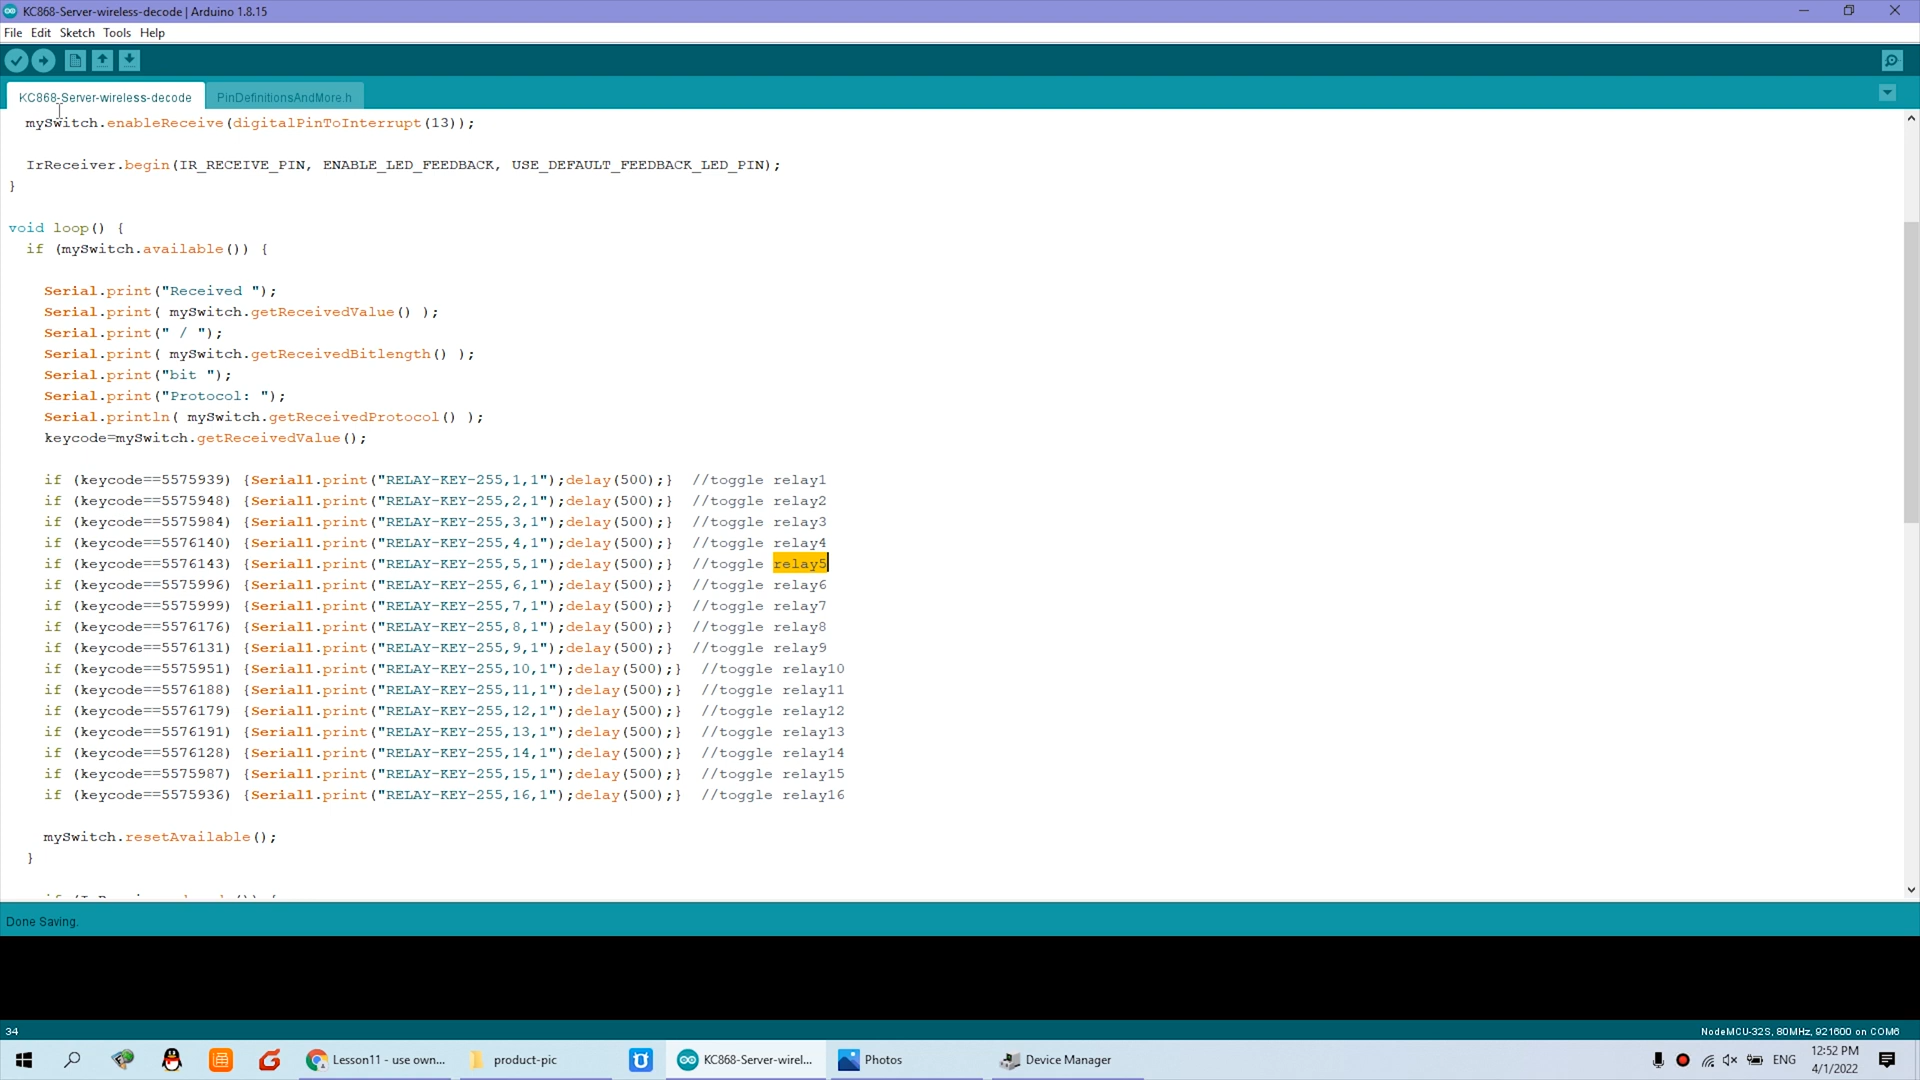 KC868-Server-wireless-decode | Arduino 1.8.15
File Edit Sketch Tools Help
KC868-Server-wireless-decode PinDefinitionsAndMore.h
mySwitch.enableReceive(digitalPinToInterrupt(13));
IrReceiver.begin(IR_RECEIVE_PIN, ENABLE_LED_FEEDBACK, USE_DEFAULT_FEEDBACK_LED_PIN);
}
void loop() {
if (mySwitch.available()) {
Serial.print("Received ");
Serial.print( mySwitch.getReceivedValue() );
Serial.print(" / ");
Serial.print( mySwitch.getReceivedBitlength() );
Serial.print("bit ");
Serial.print("Protocol: ");
Serial.println( mySwitch.getReceivedProtocol() );
keycode=mySwitch.getReceivedValue();
if (keycode==5575939) {Serial1.print("RELAY-KEY-255,1,1");delay(500);} //toggle relay1
if (keycode==5575948) {Serial1.print("RELAY-KEY-255,2,1");delay(500);} //toggle relay2
if (keycode==5575984) {Serial1.print("RELAY-KEY-255,3,1");delay(500);} //toggle relay3
if (keycode==5576140) {Serial1.print("RELAY-KEY-255,4,1");delay(500);} //toggle relay4
if (keycode==5576143) {Serial1.print("RELAY-KEY-255,5,1");delay(500);} //toggle relay5
if (keycode==5575996) {Serial1.print("RELAY-KEY-255,6,1");delay(500);} //toggle relay6
if (keycode==5575999) {Serial1.print("RELAY-KEY-255,7,1");delay(500);} //toggle relay7
if (keycode==5576176) {Serial1.print("RELAY-KEY-255,8,1");delay(500);} //toggle relay8
if (keycode==5576131) {Serial1.print("RELAY-KEY-255,9,1");delay(500);} //toggle relay9
if (keycode==5575951) {Serial1.print("RELAY-KEY-255,10,1");delay(500);} //toggle relay10
if (keycode==5576188) {Serial1.print("RELAY-KEY-255,11,1");delay(500);} //toggle relay11
if (keycode==5576179) {Serial1.print("RELAY-KEY-255,12,1");delay(500);} //toggle relay12
if (keycode==5576191) {Serial1.print("RELAY-KEY-255,13,1");delay(500);} //toggle relay13
if (keycode==5576128) {Serial1.print("RELAY-KEY-255,14,1");delay(500);} //toggle relay14
if (keycode==5575987) {Serial1.print("RELAY-KEY-255,15,1");delay(500);} //toggle relay15
if (keycode==5575936) {Serial1.print("RELAY-KEY-255,16,1");delay(500);} //toggle relay16
mySwitch.resetAvailable();
}
Done Saving.
34 NodeMCU-32S, 80MHz, 921600 on COM6
Lesson11 - use own... product-pic KC868-Server-wirel... Photos Device Manager ENG 12:52 PM
4/1/2022